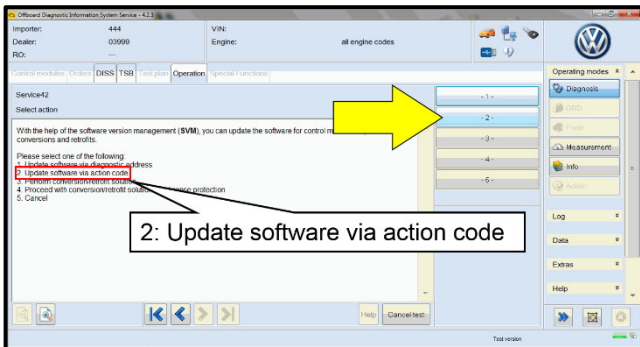 Offboard Diagnostic Information System Service - 4.2.3
Importer: 444 VIN:
Dealer: 03999 Engine: all engine codes
RO: ---
Control modules Orders DISS TSB Test plan Operation Special Functions
Operating modes
Service42
Select action
With the help of the software version management (SVM), you can update the software for control
conversions and retrofits.
Please select one of the following:
1. Update software via diagnostic address
2. Update software via action code
3. Perform conversion/retrofit solution
4. Proceed with conversion/retrofit protection
5. Cancel
- 1 -
- 2 -
- 3 -
- 4 -
- 5 -
2: Update software via action code
Diagnosis
OBD
Flash
Measurement
Info
Admin
Log
Data
Extras
Help
Help Cancel test
Test version